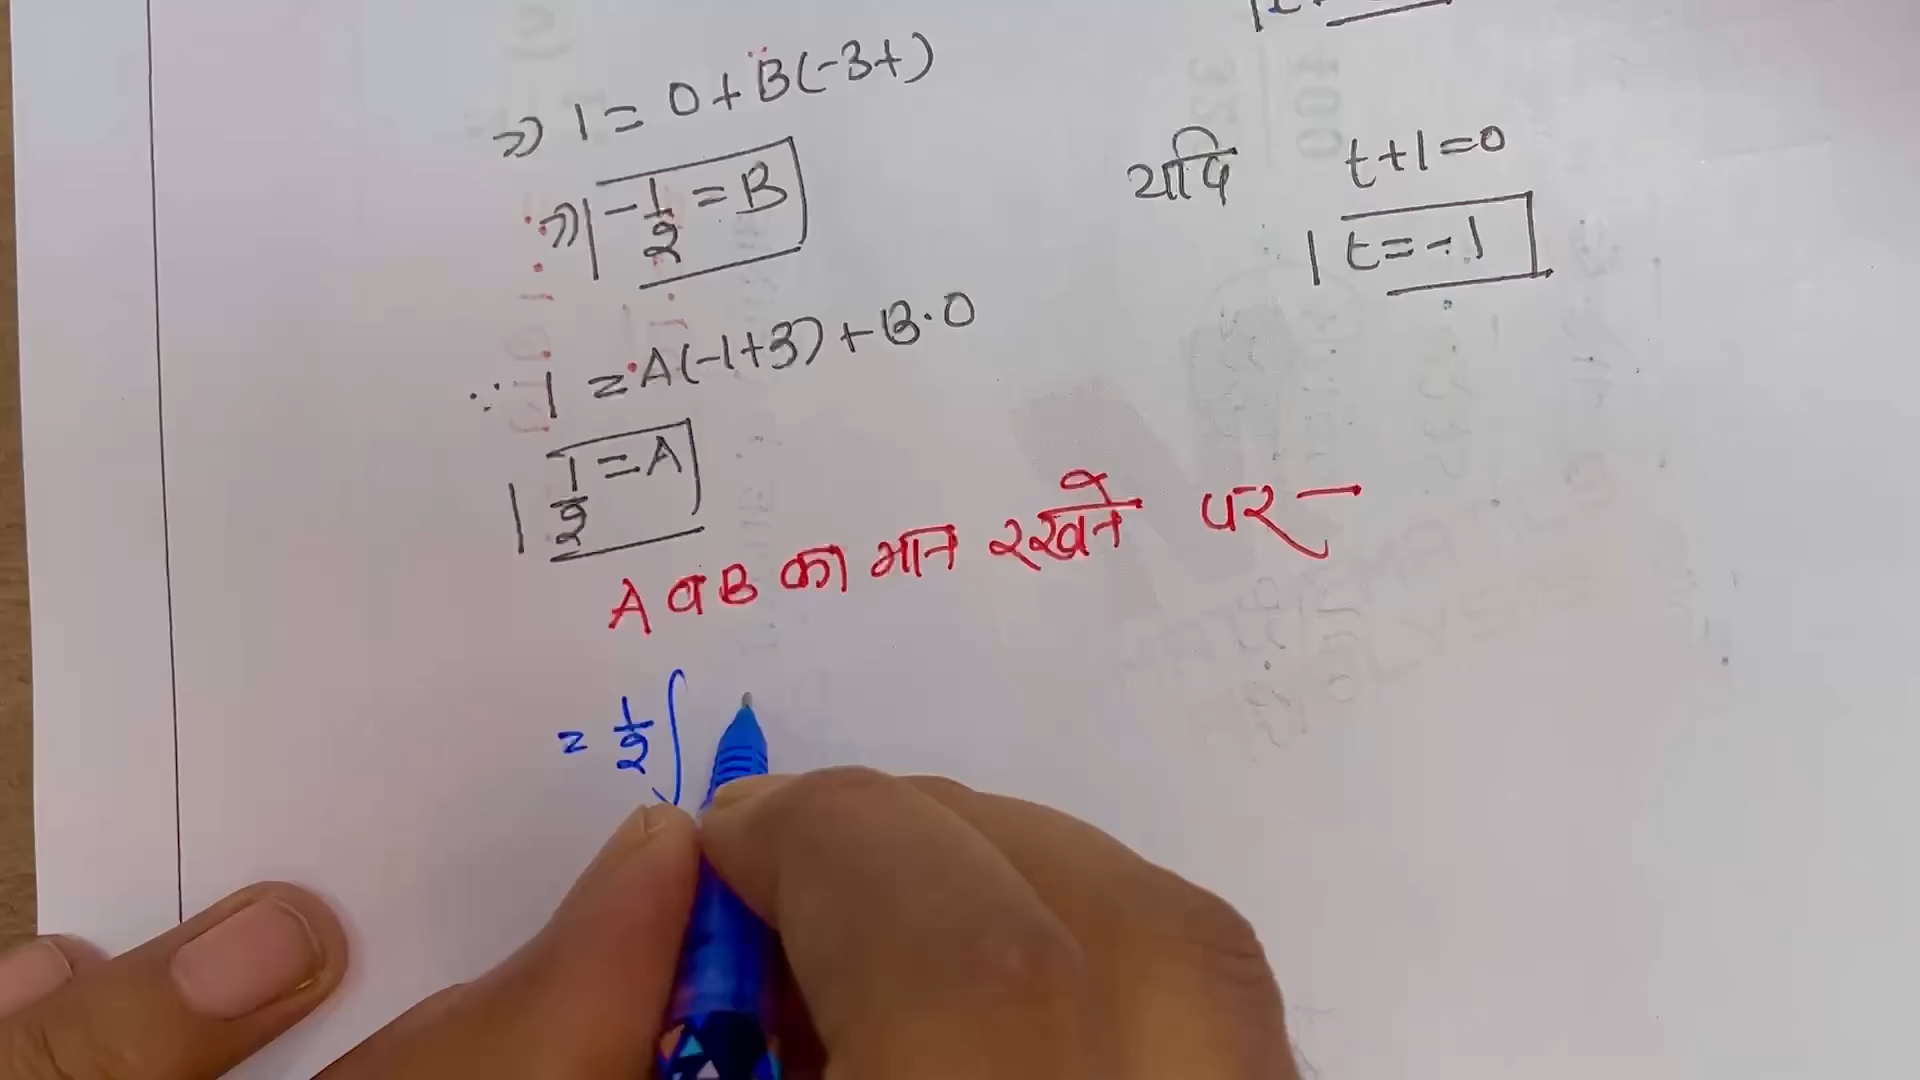 ⇒ 1 = 0 + B(-3+)
⇒ -1/2 = B
यदि t+1=0
t = -1
∵ 1 = A(-1+3) + B·0
1/2 = A
A व B का मान रखने पर –
= 1/2 ∫